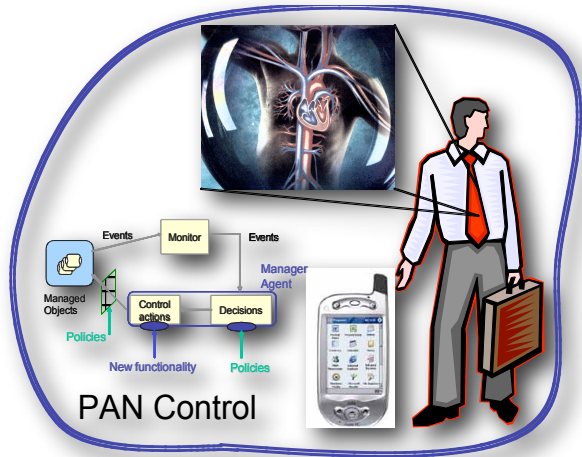 Events
Monitor
Events
Manager
Agent
Managed
Objects
Control
actions
Decisions
Policies
New functionality
Policies
PAN Control